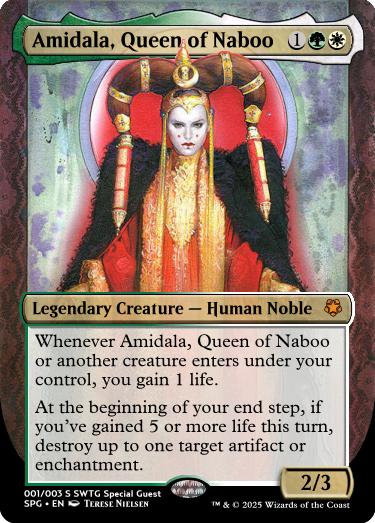 Amidala, Queen of Naboo 1
Legendary Creature — Human Noble
Whenever Amidala, Queen of Naboo
or another creature enters under your
control, you gain 1 life.
At the beginning of your end step, if
you've gained 5 or more life this turn,
destroy up to one target artifact or
enchantment.
2/3
001/003 S SWTG Special Guest
SPG • EN TERESE NIELSEN
™ & © 2025 Wizards of the Coast